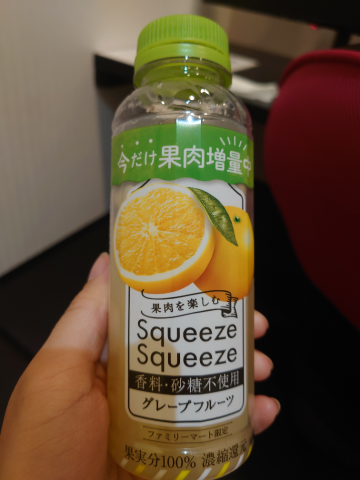 今だけ果肉増量中
果肉を楽しむ
Squeeze
Squeeze
香料・砂糖不使用
グレープフルーツ
ファミリーマート限定
果実分100% 濃縮還元